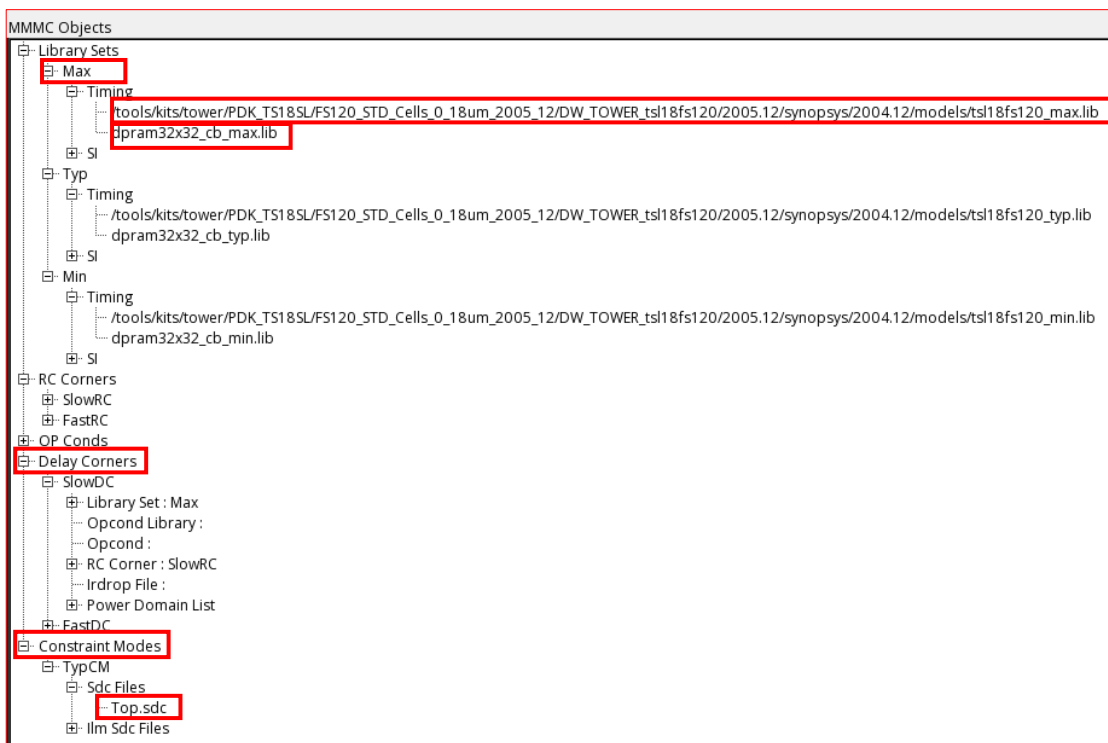 MMMC Objects
Library Sets
Max
Timing
/tools/kits/tower/PDK_TS18SL/FS120_STD_Cells_0_18um_2005_12/DW_TOWER_tsl18fs120/2005.12/synopsys/2004.12/models/tsl18fs120_max.lib
dpram32x32_cb_max.lib
SI
Typ
Timing
/tools/kits/tower/PDK_TS18SL/FS120_STD_Cells_0_18um_2005_12/DW_TOWER_tsl18fs120/2005.12/synopsys/2004.12/models/tsl18fs120_typ.lib
dpram32x32_cb_typ.lib
SI
Min
Timing
/tools/kits/tower/PDK_TS18SL/FS120_STD_Cells_0_18um_2005_12/DW_TOWER_tsl18fs120/2005.12/synopsys/2004.12/models/tsl18fs120_min.lib
dpram32x32_cb_min.lib
SI
RC Corners
SlowRC
FastRC
OP Conds
Delay Corners
SlowDC
Library Set : Max
Opcond Library :
Opcond :
RC Corner : SlowRC
Irdrop File :
Power Domain List
FastDC
Constraint Modes
TypCM
Sdc Files
Top.sdc
Ilm Sdc Files